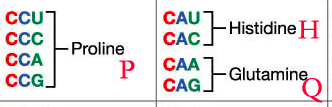 CCU
CCC
CCA
CCG
Proline
P
CAU
CAC
Histidine H
CAA
CAG
Glutamine
Q